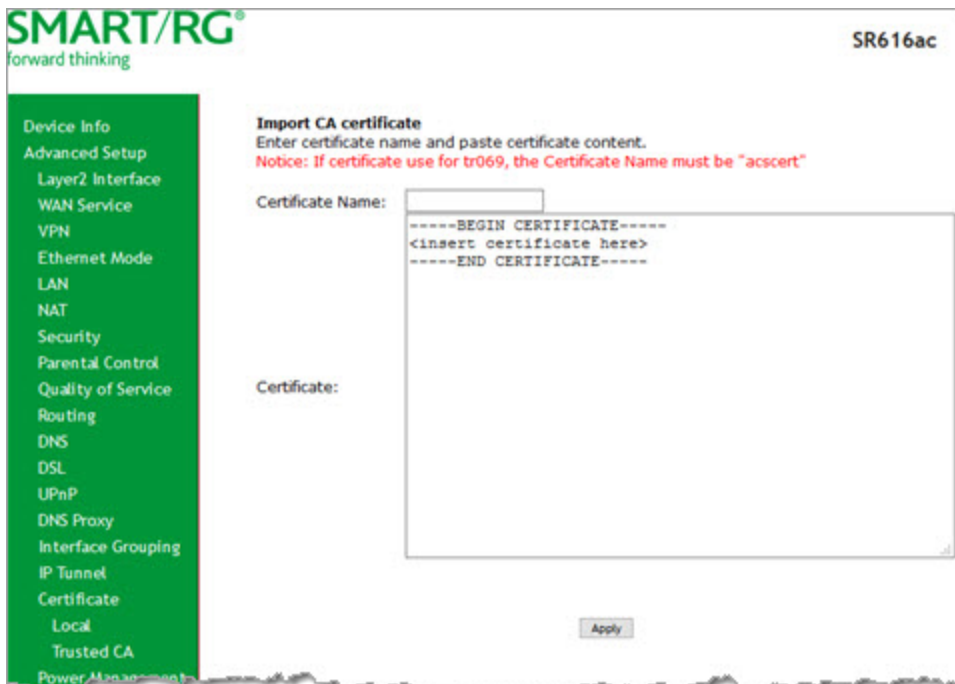 SMART/RG®
forward thinking
SR616ac
Device Info
Advanced Setup
Layer2 Interface
WAN Service
VPN
Ethernet Mode
LAN
NAT
Security
Parental Control
Quality of Service
Routing
DNS
DSL
UPnP
DNS Proxy
Interface Grouping
IP Tunnel
Certificate
Local
Trusted CA
Power Management
Import CA certificate
Enter certificate name and paste certificate content.
Notice: If certificate use for tr069, the Certificate Name must be "acscert"
Certificate Name:
-----BEGIN CERTIFICATE-----
<insert certificate here>
-----END CERTIFICATE-----
Certificate:
Apply